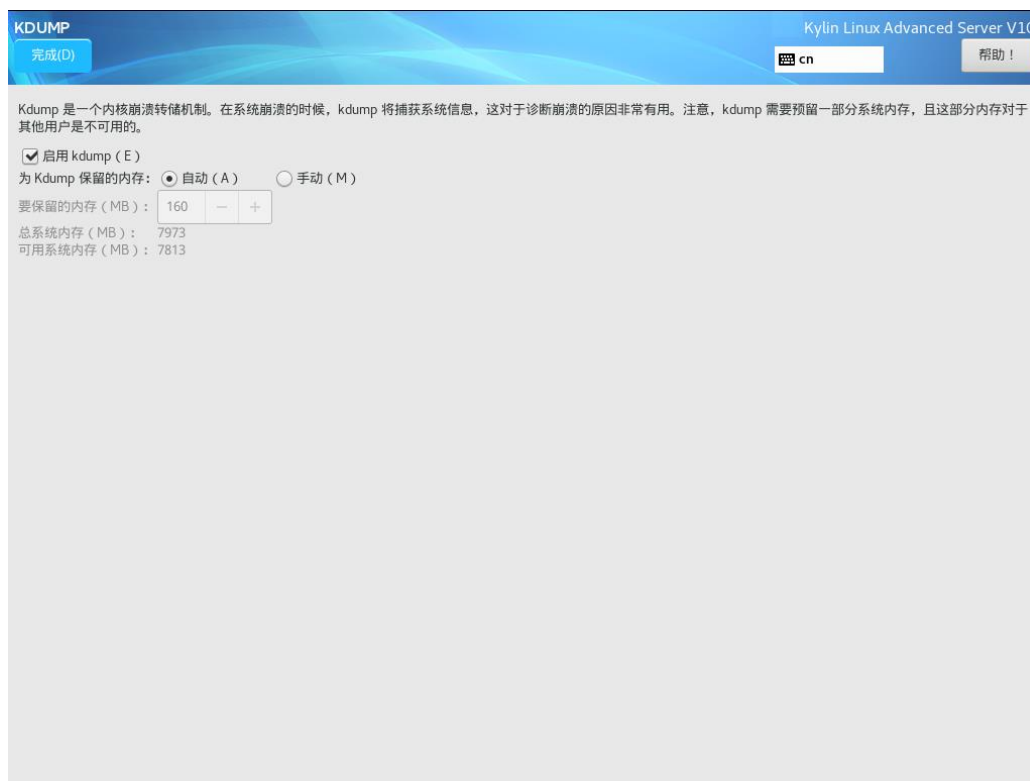 KDUMP
Kylin Linux Advanced Server V10
完成(D)
cn
帮助！
Kdump 是一个内核崩溃转储机制。在系统崩溃的时候，kdump 将捕获系统信息，这对于诊断崩溃的原因非常有用。注意，kdump 需要预留一部分系统内存，且这部分内存对于
其他用户是不可用的。
启用 kdump（E）
为 Kdump 保留的内存： 自动（A） 手动（M）
要保留的内存（MB）： 160 − +
总系统内存（MB）： 7973
可用系统内存（MB）： 7813